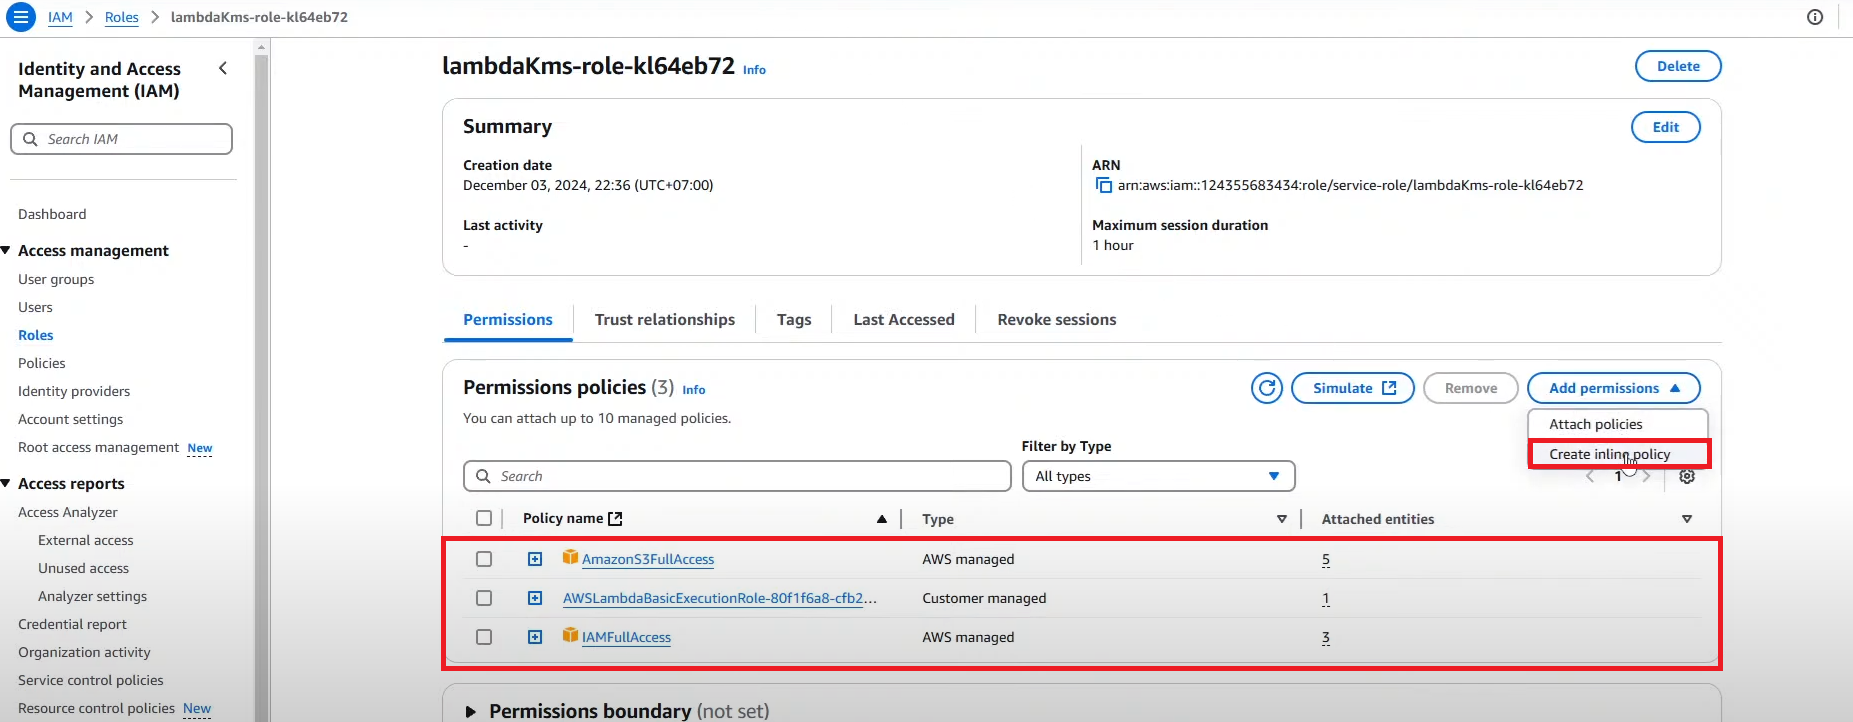 IAM > Roles > lambdaKms-role-kl64eb72
Identity and Access
Management (IAM)
Search IAM
Dashboard
Access management
User groups
Users
Roles
Policies
Identity providers
Account settings
Root access management New
Access reports
Access Analyzer
External access
Unused access
Analyzer settings
Credential report
Organization activity
Service control policies
Resource control policies New
lambdaKms-role-kl64eb72 Info
Delete
Summary
Edit
Creation date
December 03, 2024, 22:36 (UTC+07:00)
ARN
arn:aws:iam::124355683434:role/service-role/lambdaKms-role-kl64eb72
Last activity
-
Maximum session duration
1 hour
Permissions
Trust relationships
Tags
Last Accessed
Revoke sessions
Permissions policies (3) Info
Simulate
Remove
Add permissions
You can attach up to 10 managed policies.
Attach policies
Create inline policy
Filter by Type
Search
All types
1
Policy name
Type
Attached entities
AmazonS3FullAccess
AWS managed
5
AWSLambdaBasicExecutionRole-80f1f6a8-cfb2...
Customer managed
1
IAMFullAccess
AWS managed
3
Permissions boundary (not set)